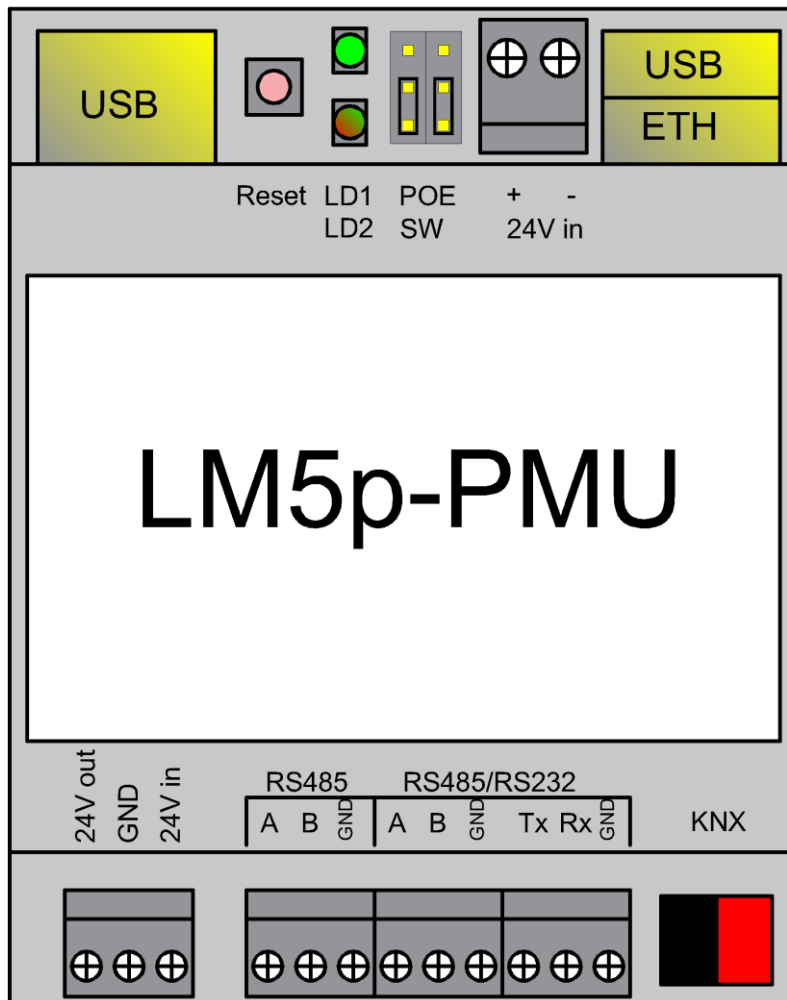 USB
USB
ETH
Reset LD1 POE + -
LD2 SW 24V in
LM5p-PMU
24V out
GND
24V in
RS485 RS485/RS232
A B GND A B GND Tx Rx GND
KNX